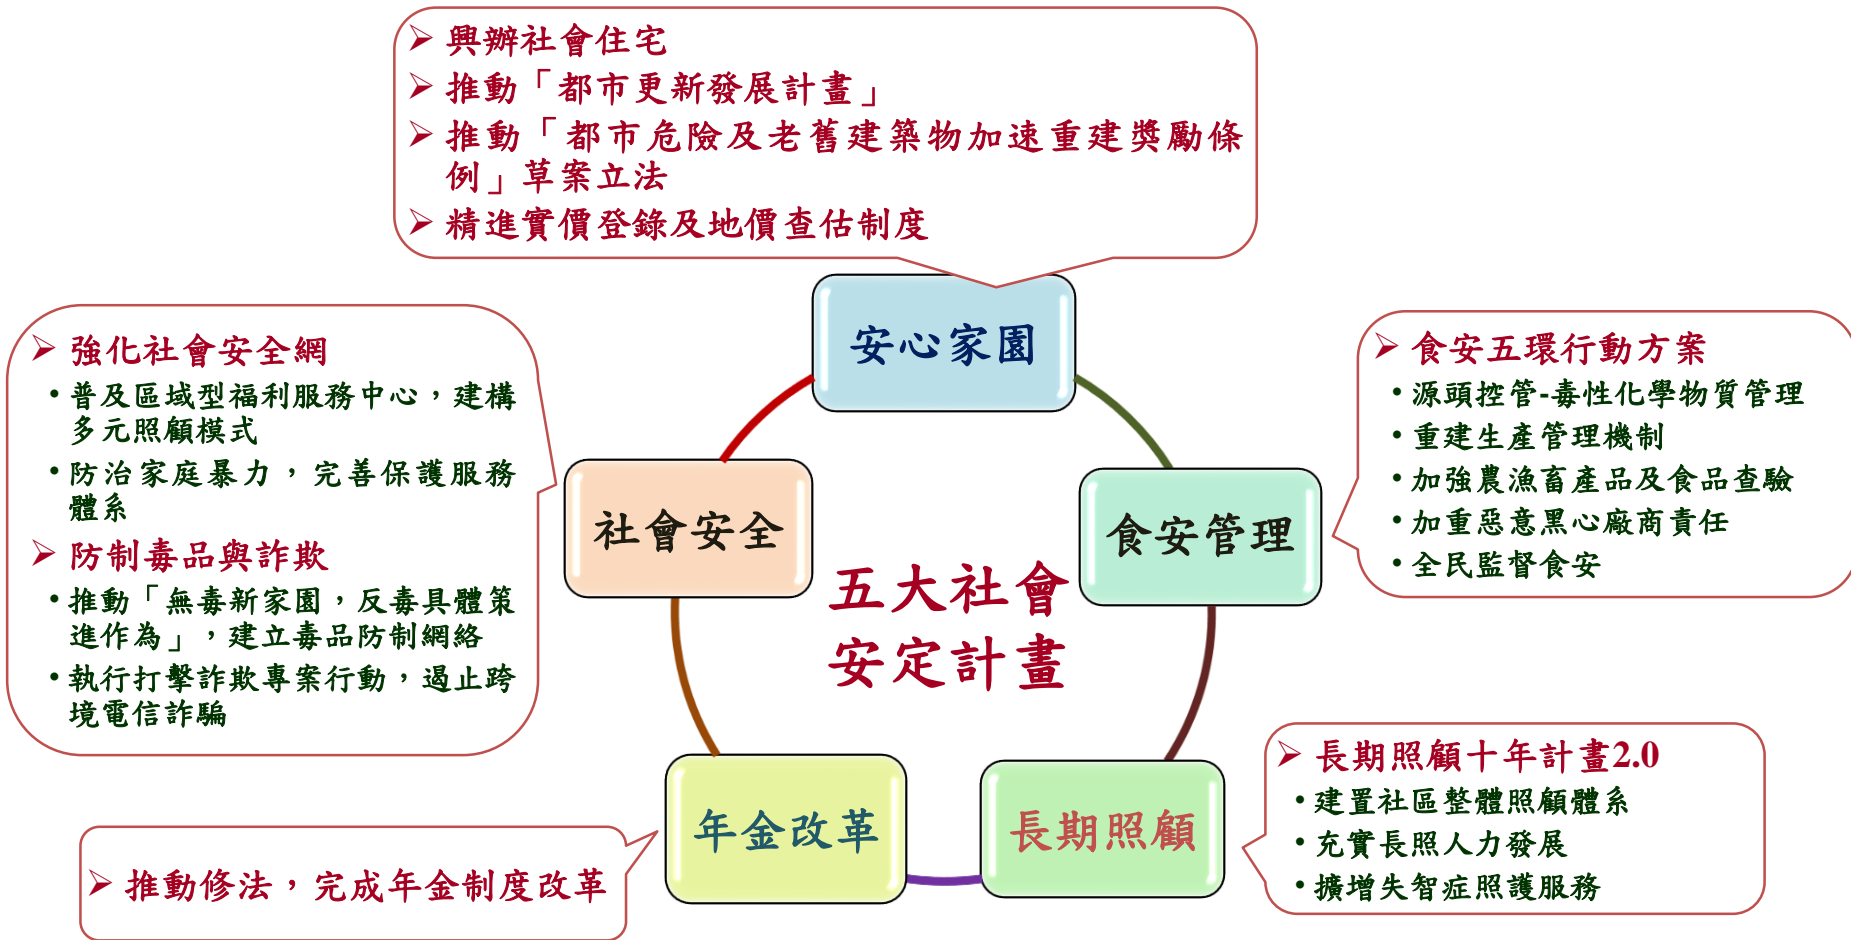 ➢ 興辦社會住宅
➢ 推動「都市更新發展計畫」
➢ 推動「都市危險及老舊建築物加速重建獎勵條
例」草案立法
➢ 精進實價登錄及地價查估制度
安心家園
➢ 強化社會安全網
•普及區域型福利服務中心，建構
多元照顧模式
•防治家庭暴力，完善保護服務
體系
➢ 防制毒品與詐欺
•推動「無毒新家園，反毒具體策
進作為」，建立毒品防制網絡
•執行打擊詐欺專案行動，遏止跨
境電信詐騙
社會安全
➢ 食安五環行動方案
•源頭控管-毒性化學物質管理
•重建生產管理機制
•加強農漁畜產品及食品查驗
•加重惡意黑心廠商責任
•全民監督食安
食安管理
五大社會
安定計畫
➢ 推動修法，完成年金制度改革
年金改革
長期照顧
➢ 長期照顧十年計畫2.0
•建置社區整體照顧體系
•充實長照人力發展
•擴增失智症照護服務